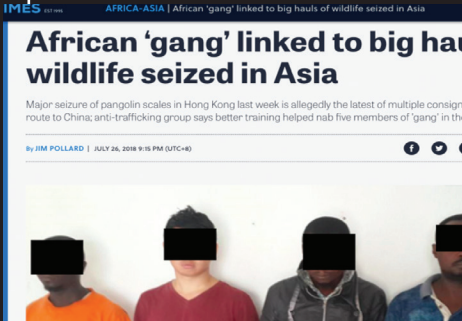 IMES EST 1995 AFRICA-ASIA | African 'gang' linked to big hauls of wildlife seized in Asia
African ‘gang’ linked to big hau
wildlife seized in Asia
Major seizure of pangolin scales in Hong Kong last week is allegedly the latest of multiple consign
route to China; anti-trafficking group says better training helped nab five members of 'gang' in the
By JIM POLLARD | JULY 26, 2018 9:15 PM (UTC+8)